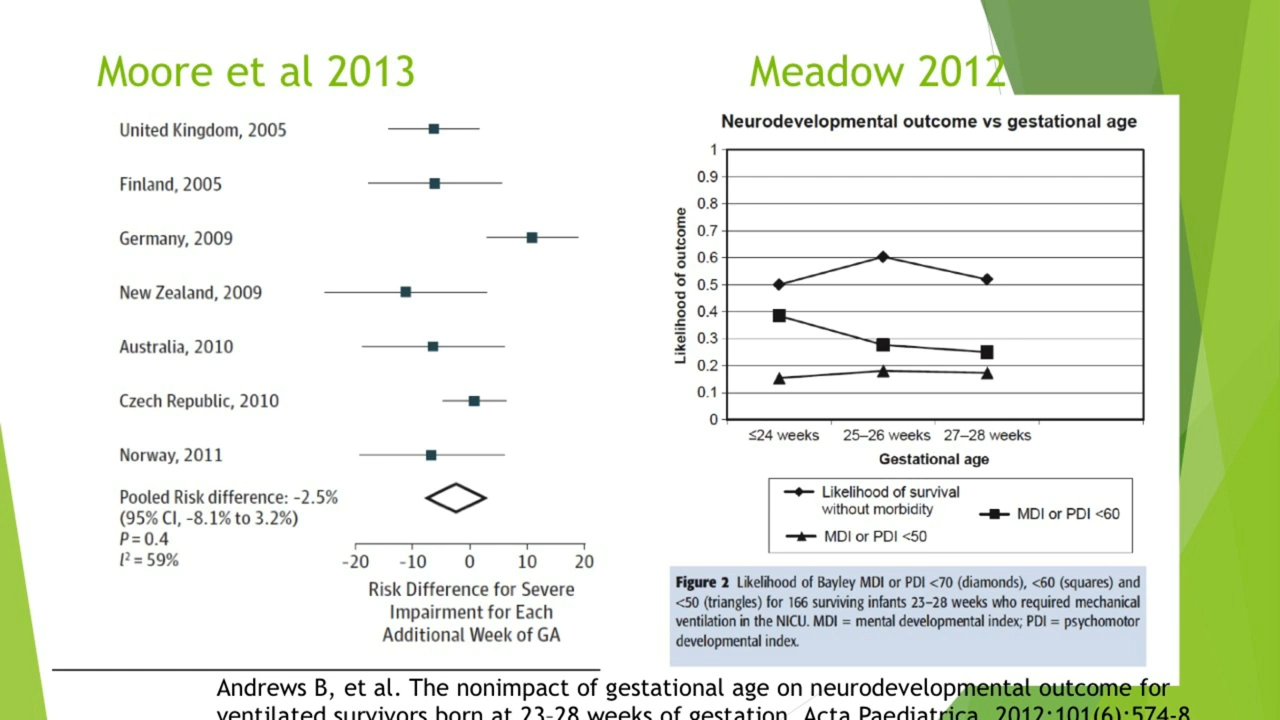 Moore et al 2013
United Kingdom, 2005
Finland, 2005
Germany, 2009
New Zealand, 2009
Australia, 2010
Czech Republic, 2010
Norway, 2011
Pooled Risk difference: –2.5%
(95% CI, –8.1% to 3.2%)
P = 0.4
I² = 59%
-20 -10 0 10 20
Risk Difference for Severe
Impairment for Each
Additional Week of GA
Meadow 2012
Neurodevelopmental outcome vs gestational age
Likelihood of outcome
1
0.9
0.8
0.7
0.6
0.5
0.4
0.3
0.2
0.1
0
≤24 weeks 25–26 weeks 27–28 weeks
Gestational age
Likelihood of survival
without morbidity
MDI or PDI <60
MDI or PDI <50
Figure 2 Likelihood of Bayley MDI or PDI <70 (diamonds), <60 (squares) and
<50 (triangles) for 166 surviving infants 23–28 weeks who required mechanical
ventilation in the NICU. MDI = mental developmental index; PDI = psychomotor
developmental index.
Andrews B, et al. The nonimpact of gestational age on neurodevelopmental outcome for
ventilated survivors born at 23-28 weeks of gestation. Acta Paediatrica. 2012;101(6):574-8